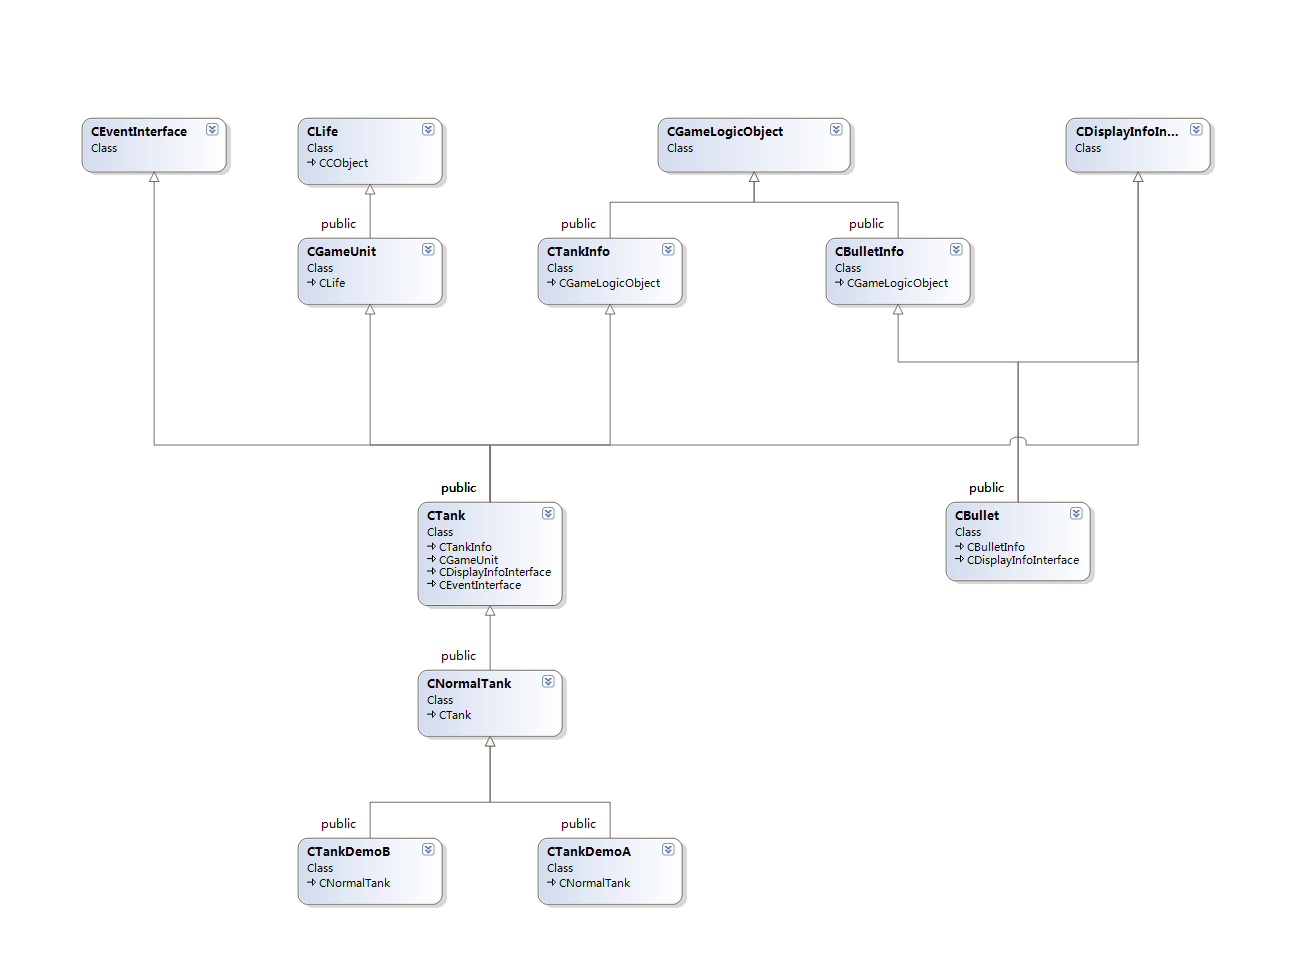 CEventInterface
Class
CLife
Class
CCObject
CGameLogicObject
Class
CDisplayInfoIn...
Class
public
public
public
CGameUnit
Class
CLife
CTankInfo
Class
CGameLogicObject
CBulletInfo
Class
CGameLogicObject
public
public
CTank
Class
CTankInfo
CGameUnit
CDisplayInfoInterface
CEventInterface
CBullet
Class
CBulletInfo
CDisplayInfoInterface
public
CNormalTank
Class
CTank
public
public
CTankDemoB
Class
CNormalTank
CTankDemoA
Class
CNormalTank